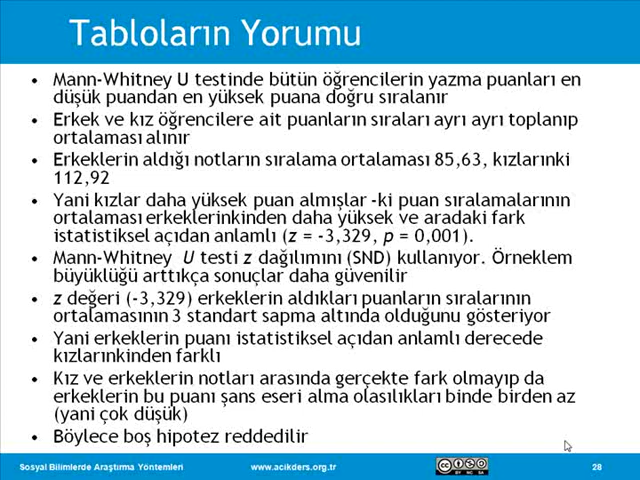 Tabloların Yorumu
• Mann-Whitney U testinde bütün öğrencilerin yazma puanları en
düşük puandan en yüksek puana doğru sıralanır
• Erkek ve kız öğrencilere ait puanların sıraları ayrı ayrı toplanıp
ortalaması alınır
• Erkeklerin aldığı notların sıralama ortalaması 85,63, kızlarınki
112,92
• Yani kızlar daha yüksek puan almışlar -ki puan sıralamalarının
ortalaması erkeklerinkinden daha yüksek ve aradaki fark
istatistiksel açıdan anlamlı (z = -3,329, p = 0,001).
• Mann-Whitney U testi z dağılımını (SND) kullanıyor. Örneklem
büyüklüğü arttıkça sonuçlar daha güvenilir
• z değeri (-3,329) erkeklerin aldıkları puanların sıralarının
ortalamasının 3 standart sapma altında olduğunu gösteriyor
• Yani erkeklerin puanı istatistiksel açıdan anlamlı derecede
kızlarınkinden farklı
• Kız ve erkeklerin notları arasında gerçekte fark olmayıp da
erkeklerin bu puanı şans eseri alma olasılıkları binde birden az
(yani çok düşük)
• Böylece boş hipotez reddedilir
Sosyal Bilimlerde Araştırma Yöntemleri www.acikders.org.tr cc BY NC SA 28